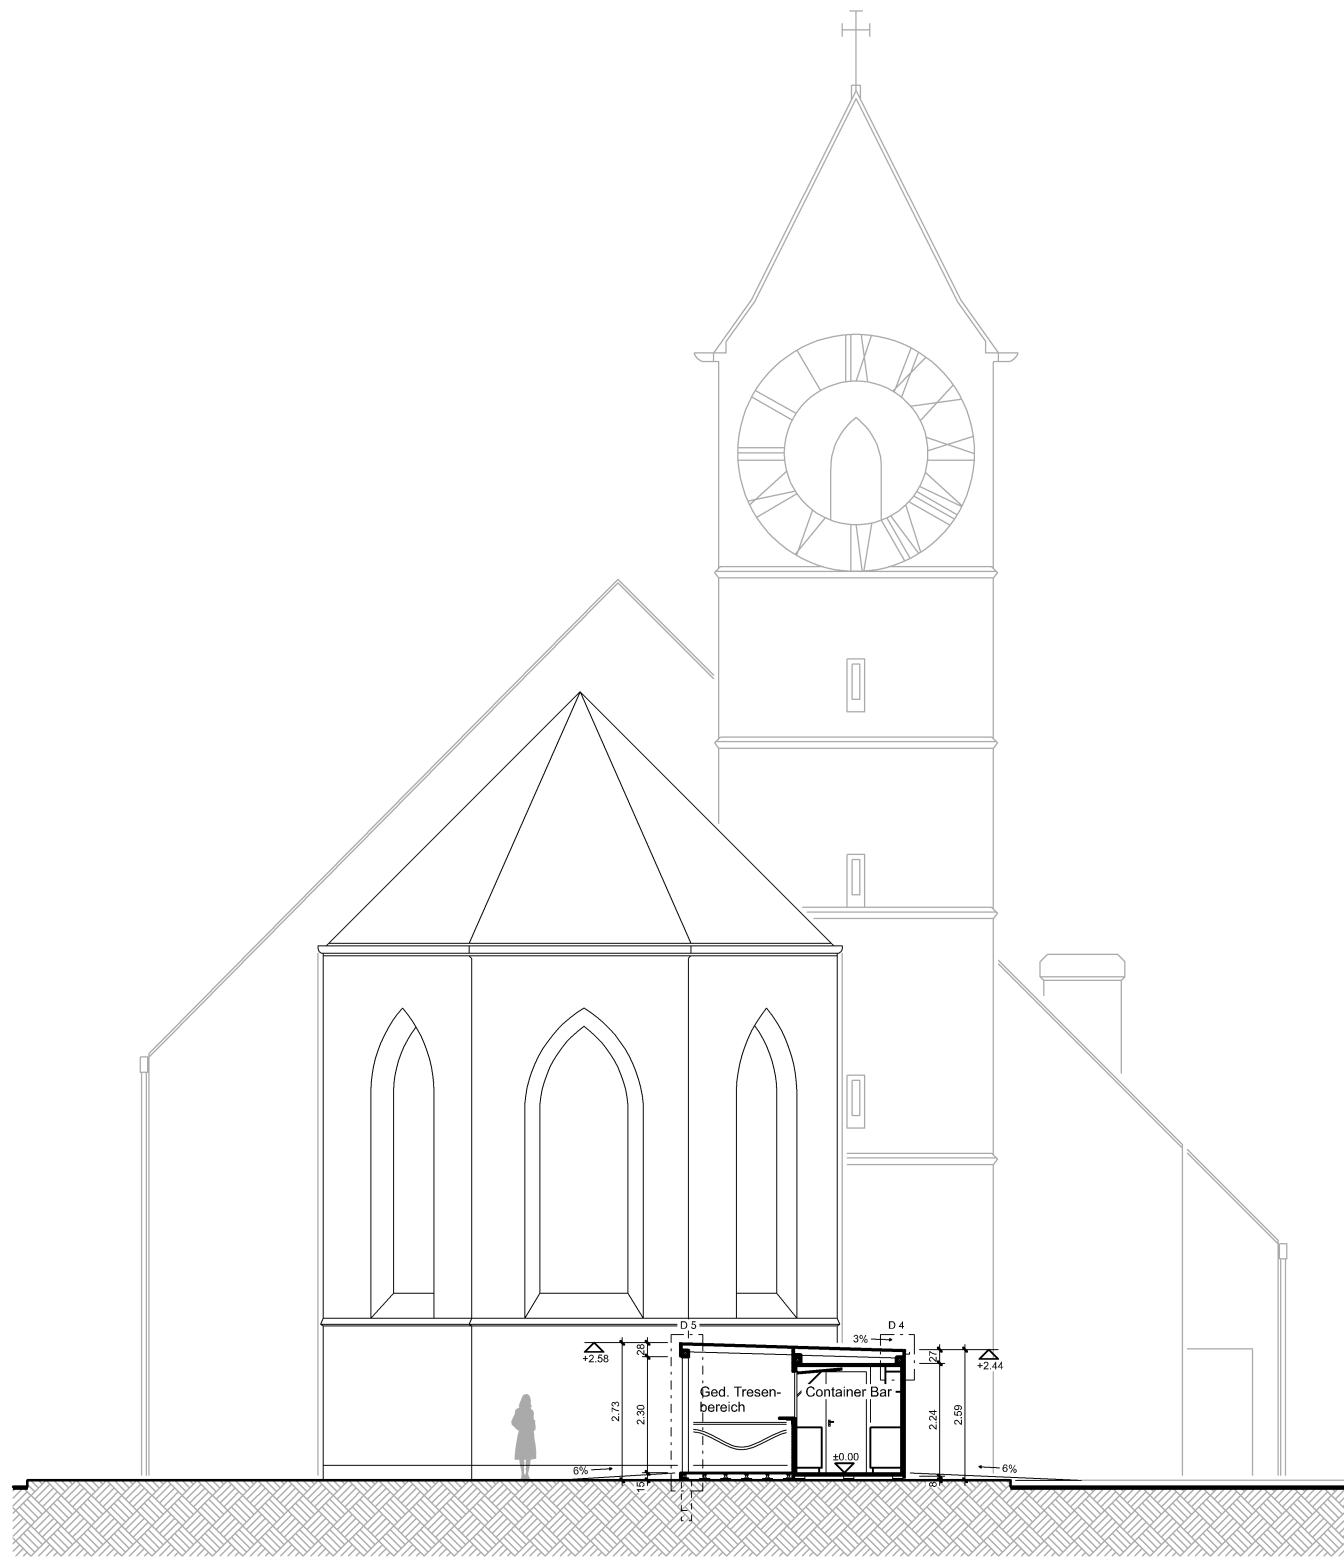 D 5
D 4
3%
+2.58
28
27
+2.44
Ged. Tresen-
bereich
Container Bar
2.73
2.30
2.24
2.59
±0.00
6%
6%
15
8